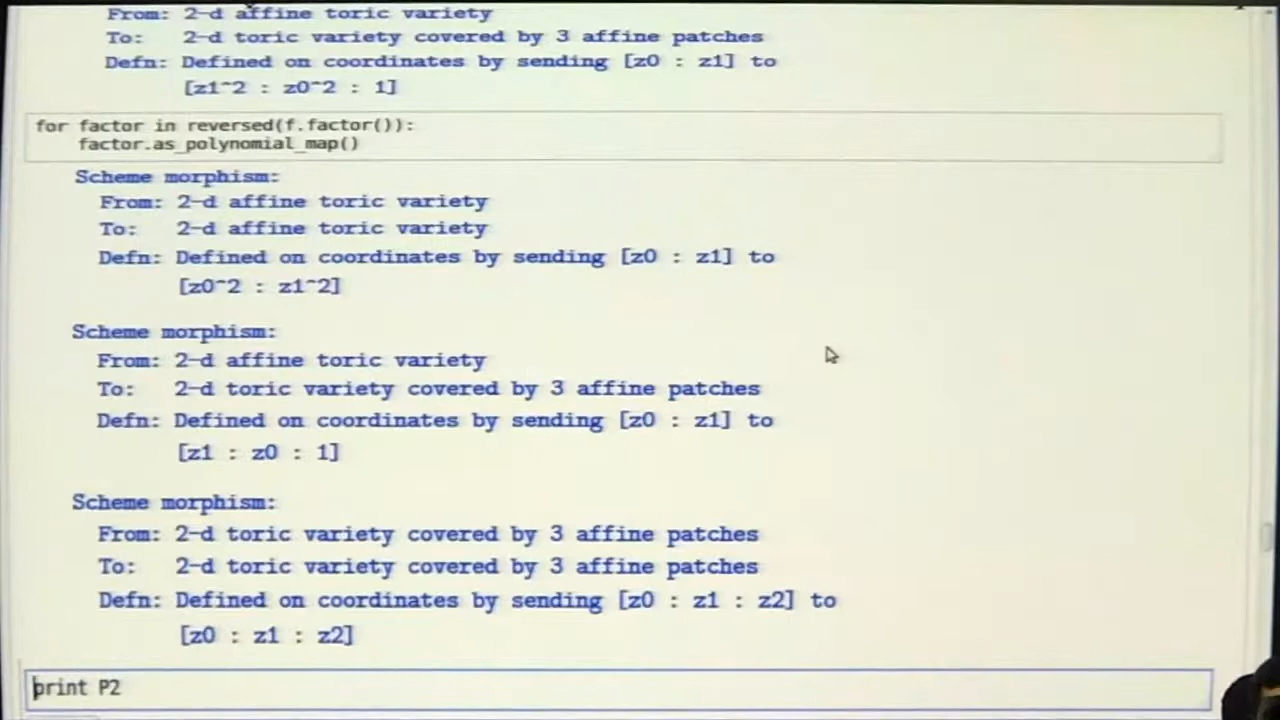 From: 2-d affine toric variety
To: 2-d toric variety covered by 3 affine patches
Defn: Defined on coordinates by sending [z0 : z1] to
[z1^2 : z0^2 : 1]
for factor in reversed(f.factor()):
factor.as_polynomial_map()
Scheme morphism:
From: 2-d affine toric variety
To: 2-d affine toric variety
Defn: Defined on coordinates by sending [z0 : z1] to
[z0^2 : z1^2]
Scheme morphism:
From: 2-d affine toric variety
To: 2-d toric variety covered by 3 affine patches
Defn: Defined on coordinates by sending [z0 : z1] to
[z1 : z0 : 1]
Scheme morphism:
From: 2-d toric variety covered by 3 affine patches
To: 2-d toric variety covered by 3 affine patches
Defn: Defined on coordinates by sending [z0 : z1 : z2] to
[z0 : z1 : z2]
print P2